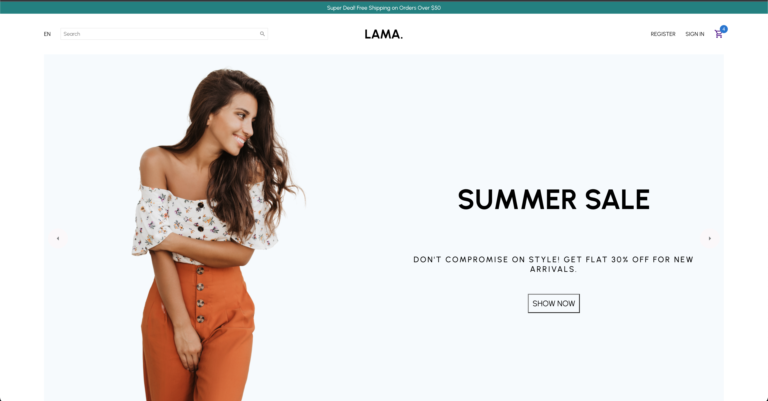 Super Deal! Free Shipping on Orders Over $50
EN
Search
LAMA.
REGISTER
SIGN IN
SUMMER SALE
DON'T COMPROMISE ON STYLE! GET FLAT 30% OFF FOR NEW
ARRIVALS.
SHOW NOW